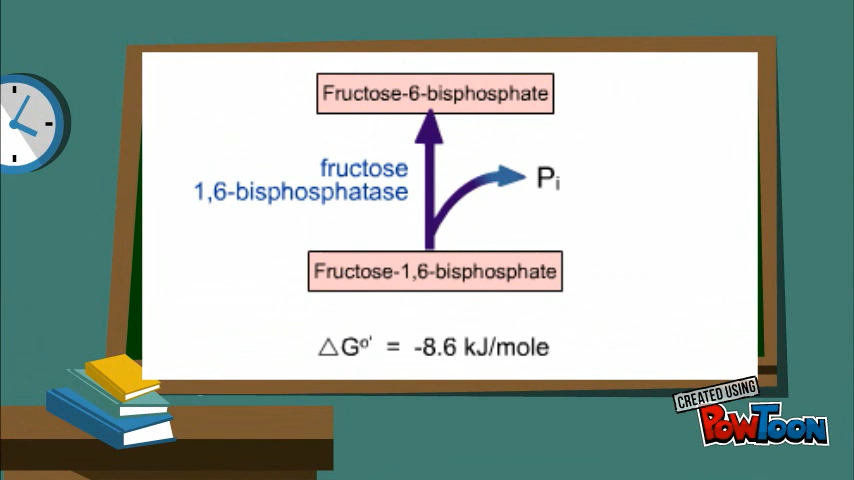 Fructose-6-bisphosphate
fructose
1,6-bisphosphatase
Pi
Fructose-1,6-bisphosphate
△Gº' = -8.6 kJ/mole
CREATED USING
POWTOON